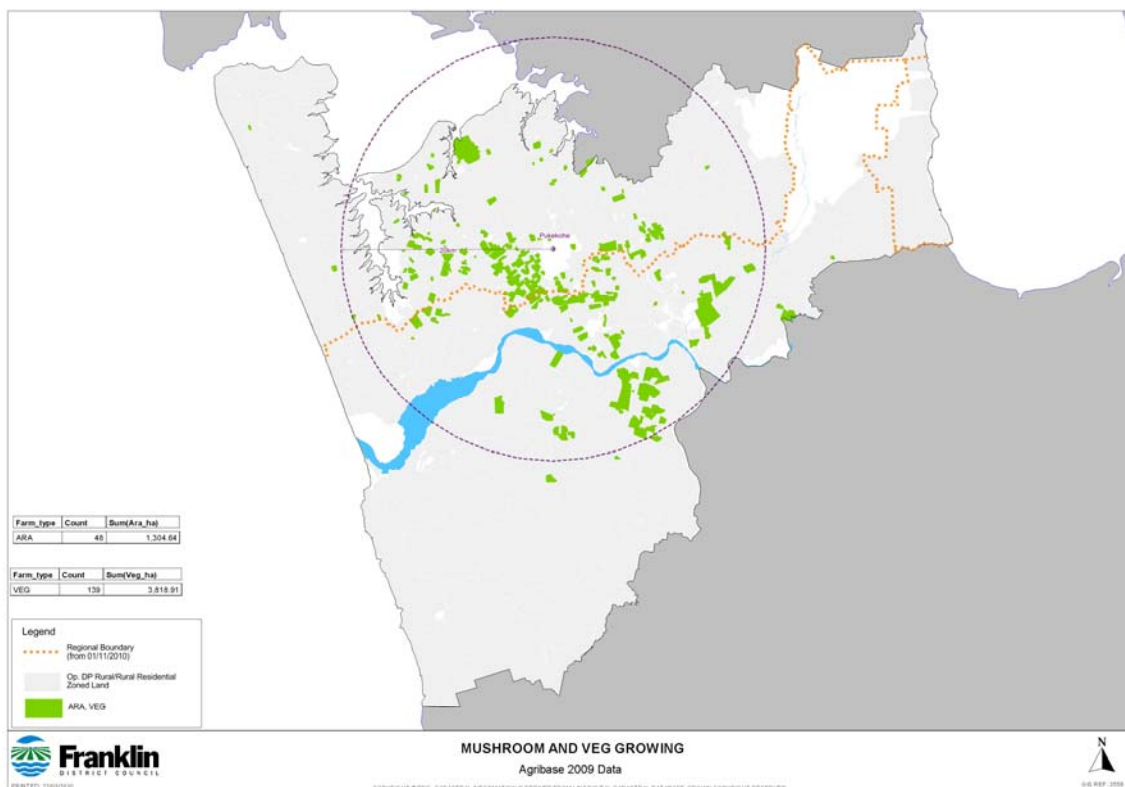 Pukekohe
20km
Farm_type Count Sum(Ara_ha)
ARA 48 1,304.64
Farm_type Count Sum(Veg_ha)
VEG 139 3,818.91
Legend
Regional Boundary
(from 01/11/2010)
Op. DP Rural/Rural Residential
Zoned Land
ARA, VEG
Franklin
DISTRICT COUNCIL
MUSHROOM AND VEG GROWING
Agribase 2009 Data
N